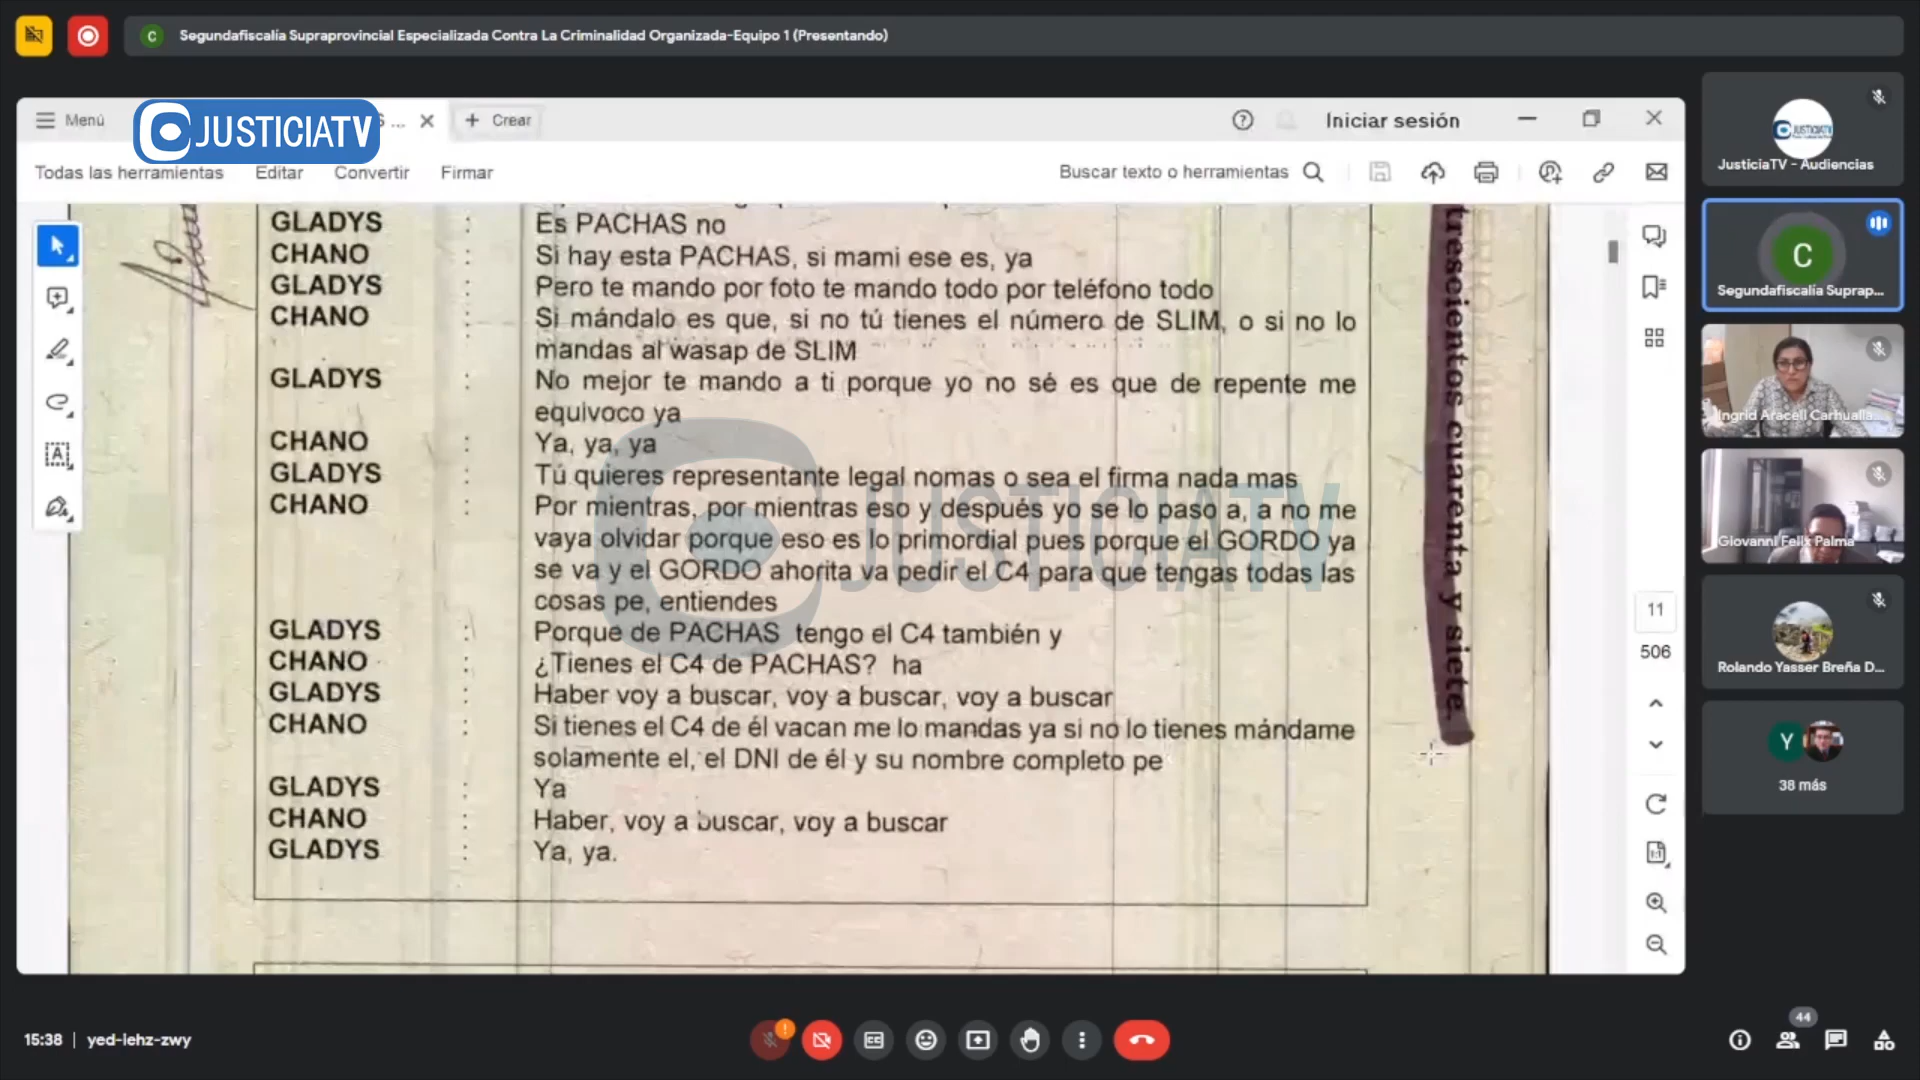 C Segundafiscalía Supraprovincial Especializada Contra La Criminalidad Organizada-Equipo 1 (Presentando)
Menú
JUSTICIATV
S ...
+ Crear
Iniciar sesión
Todas las herramientas Editar Convertir Firmar
Buscar texto o herramientas
GLADYS : Es PACHAS no
CHANO : Si hay esta PACHAS, si mami ese es, ya
GLADYS : Pero te mando por foto te mando todo por teléfono todo
CHANO : Si mándalo es que, si no tú tienes el número de SLIM, o si no lo
mandas al wasap de SLIM
GLADYS : No mejor te mando a ti porque yo no sé es que de repente me
equivoco ya
CHANO : Ya, ya, ya
GLADYS : Tú quieres representante legal nomas o sea el firma nada mas
CHANO : Por mientras, por mientras eso y después yo se lo paso a, a no me
vaya olvidar porque eso es lo primordial pues porque el GORDO ya
se va y el GORDO ahorita va pedir el C4 para que tengas todas las
cosas pe, entiendes
GLADYS : Porque de PACHAS tengo el C4 también y
CHANO : ¿Tienes el C4 de PACHAS? ha
GLADYS : Haber voy a buscar, voy a buscar, voy a buscar
CHANO : Si tienes el C4 de él vacan me lo mandas ya si no lo tienes mándame
solamente el, el DNI de él y su nombre completo pe
GLADYS : Ya
CHANO : Haber, voy a buscar, voy a buscar
GLADYS : Ya, ya.
JUSTICIATV
trescientos cuarenta y siete
11
506
JUSTICIATV
JusticiaTV - Audiencias
C
Segundafiscalía Suprap...
Ingrid Araceli Carhualla...
Giovanni Felix Palma
Rolando Yasser Breña D...
Y
38 más
15:38 | yed-iehz-zwy
44